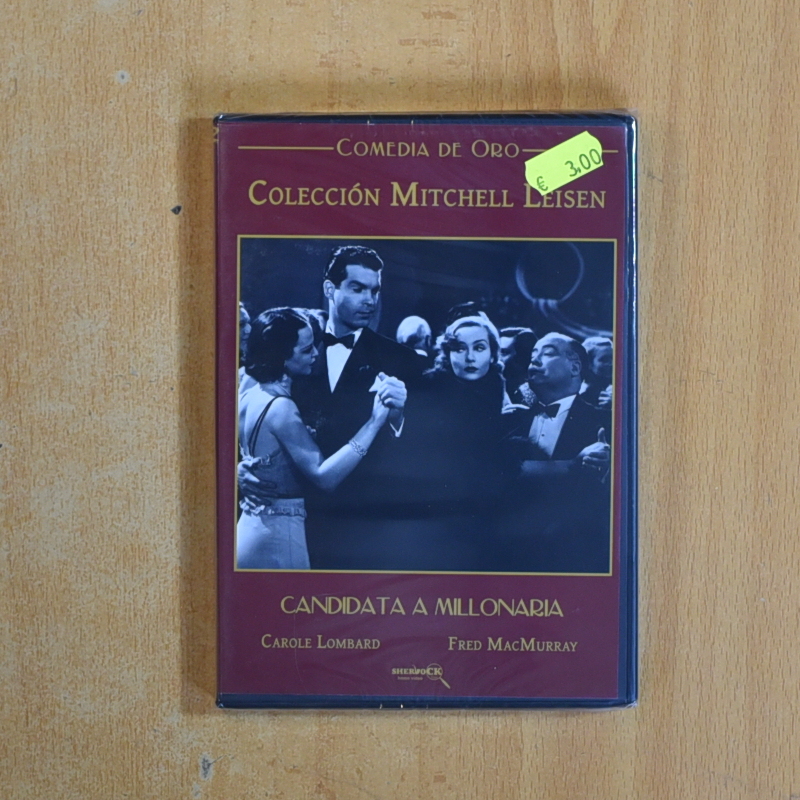 COMEDIA DE ORO
€ 3,00
COLECCIÓN MITCHELL LEISEN
CANDIDATA A MILLONARIA
CAROLE LOMBARD FRED MACMURRAY
SHERLOCK